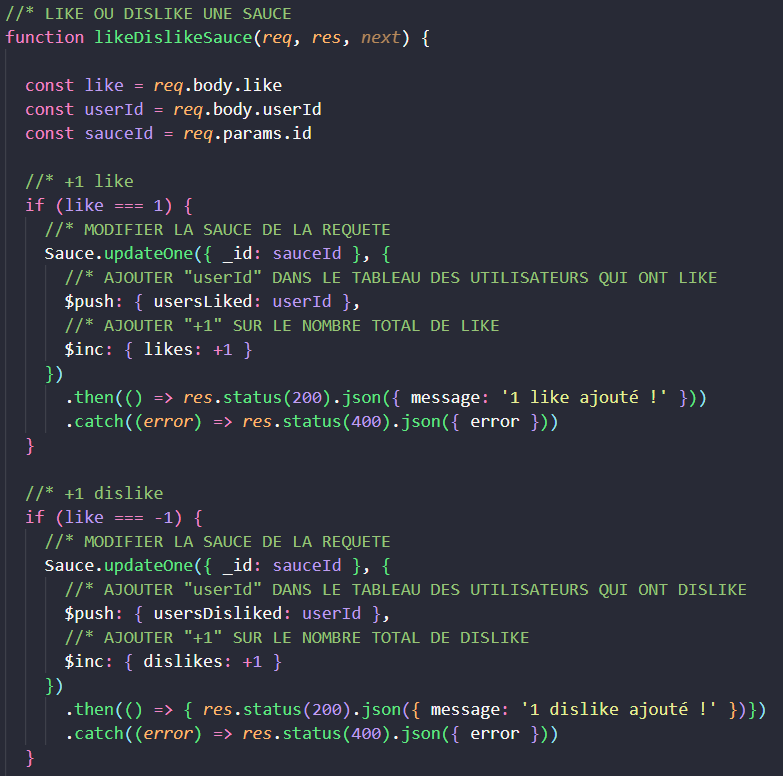 //* LIKE OU DISLIKE UNE SAUCE
function likeDislikeSauce(req, res, next) {
const like = req.body.like
const userId = req.body.userId
const sauceId = req.params.id
//* +1 like
if (like === 1) {
//* MODIFIER LA SAUCE DE LA REQUETE
Sauce.updateOne({ _id: sauceId }, {
//* AJOUTER "userId" DANS LE TABLEAU DES UTILISATEURS QUI ONT LIKE
$push: { usersLiked: userId },
//* AJOUTER "+1" SUR LE NOMBRE TOTAL DE LIKE
$inc: { likes: +1 }
})
.then(() => res.status(200).json({ message: '1 like ajouté !' }))
.catch((error) => res.status(400).json({ error }))
}
//* +1 dislike
if (like === -1) {
//* MODIFIER LA SAUCE DE LA REQUETE
Sauce.updateOne({ _id: sauceId }, {
//* AJOUTER "userId" DANS LE TABLEAU DES UTILISATEURS QUI ONT DISLIKE
$push: { usersDisliked: userId },
//* AJOUTER "+1" SUR LE NOMBRE TOTAL DE DISLIKE
$inc: { dislikes: +1 }
})
.then(() => { res.status(200).json({ message: '1 dislike ajouté !' })})
.catch((error) => res.status(400).json({ error }))
}